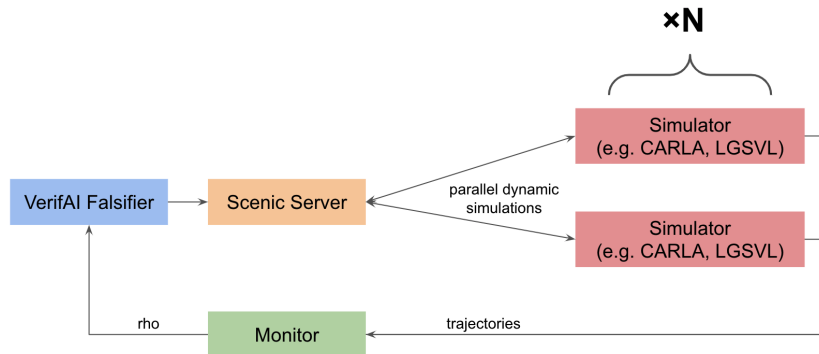 ×N
Simulator
(e.g. CARLA, LGSVL)
VerifAI Falsifier
Scenic Server
parallel dynamic
simulations
Simulator
(e.g. CARLA, LGSVL)
rho
Monitor
trajectories